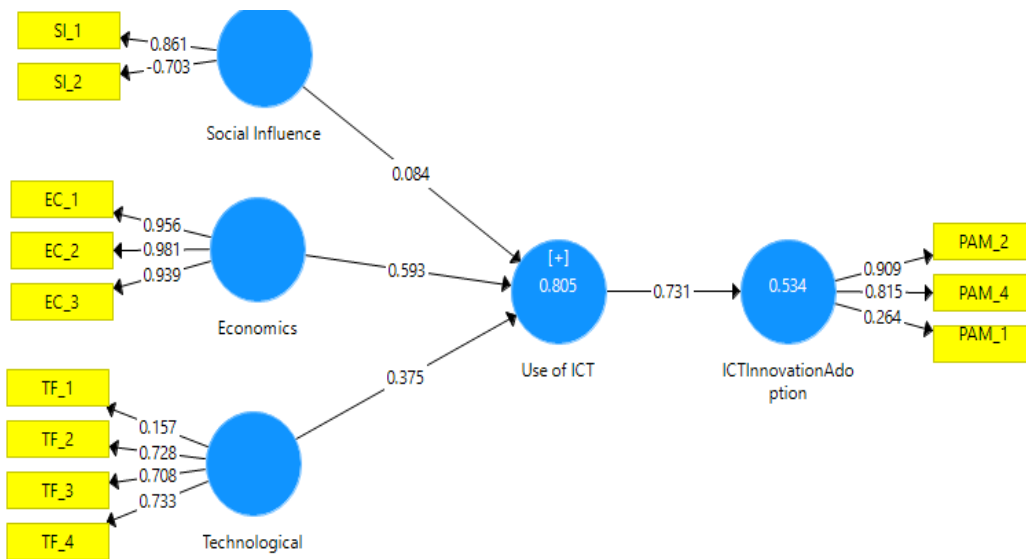 SI_1
0.861
SI_2
-0.703
Social Influence
0.084
EC_1
0.956
EC_2
0.981
EC_3
0.939
Economics
0.593
[+]
0.805
Use of ICT
0.731
0.534
ICTInnovationAdo
ption
PAM_2
0.909
PAM_4
0.815
PAM_1
0.264
TF_1
0.157
TF_2
0.728
TF_3
0.708
TF_4
0.733
Technological
0.375